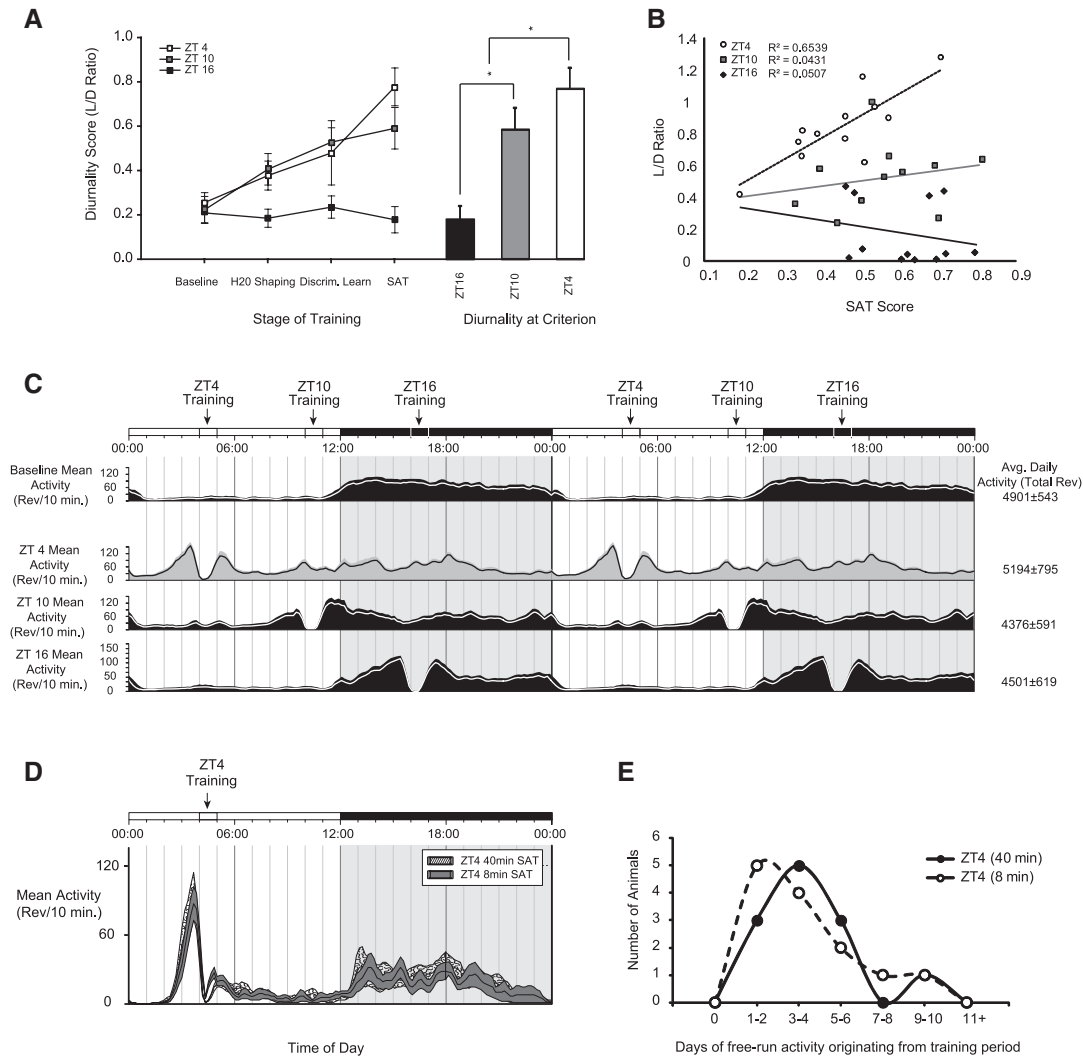 A
Diurnality Score (L/D Ratio)
1.0
0.8
0.6
0.4
0.2
0.0
ZT 4
ZT 10
ZT 16
*
*
Baseline
H20 Shaping
Discrim. Learn
SAT
ZT16
ZT10
ZT4
Stage of Training
Diurnality at Criterion
B
L/D Ratio
1.4
1.2
1
0.8
0.6
0.4
0.2
0
ZT4 R² = 0.6539
ZT10 R² = 0.0431
ZT16 R² = 0.0507
0.1 0.2 0.3 0.4 0.5 0.6 0.7 0.8 0.9
SAT Score
C
ZT4 Training
ZT10 Training
ZT16 Training
ZT4 Training
ZT10 Training
ZT16 Training
00:00 06:00 12:00 18:00 00:00 06:00 12:00 18:00 00:00
Baseline Mean
Activity
(Rev/10 min.)
120
60
0
Avg. Daily
Activity (Total Rev)
4901±543
ZT 4 Mean
Activity
(Rev/10 min.)
120
60
0
5194±795
ZT 10 Mean
Activity
(Rev/10 min.)
120
60
0
4376±591
ZT 16 Mean
Activity
(Rev/10 min.)
150
100
50
0
4501±619
D
ZT4
Training
00:00 06:00 12:00 18:00 00:00
Mean Activity
(Rev/10 min.)
120
60
0
ZT4 40min SAT
ZT4 8min SAT
Time of Day
E
Number of Animals
6
5
4
3
2
1
0
ZT4 (40 min)
ZT4 (8 min)
0 1-2 3-4 5-6 7-8 9-10 11+
Days of free-run activity originating from training period